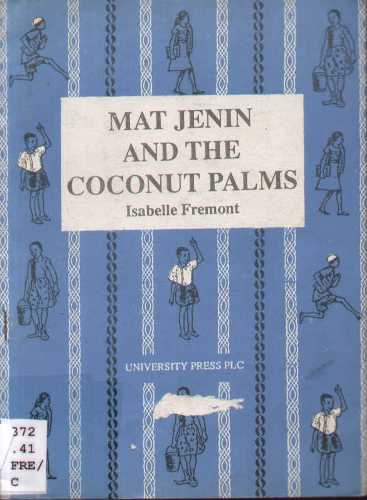 MAT JENIN
AND THE
COCONUT PALMS
Isabelle Fremont
UNIVERSITY PRESS PLC
372
.41
FRE/
C